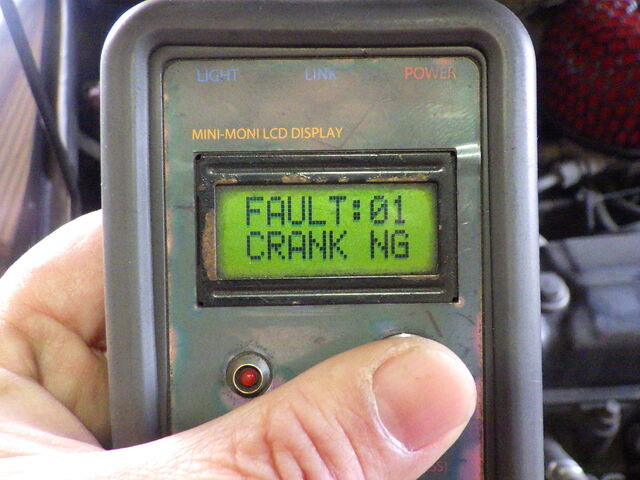 LIGHT LINK POWER
MINI-MONI LCD DISPLAY
FAULT:01
CRANK NG